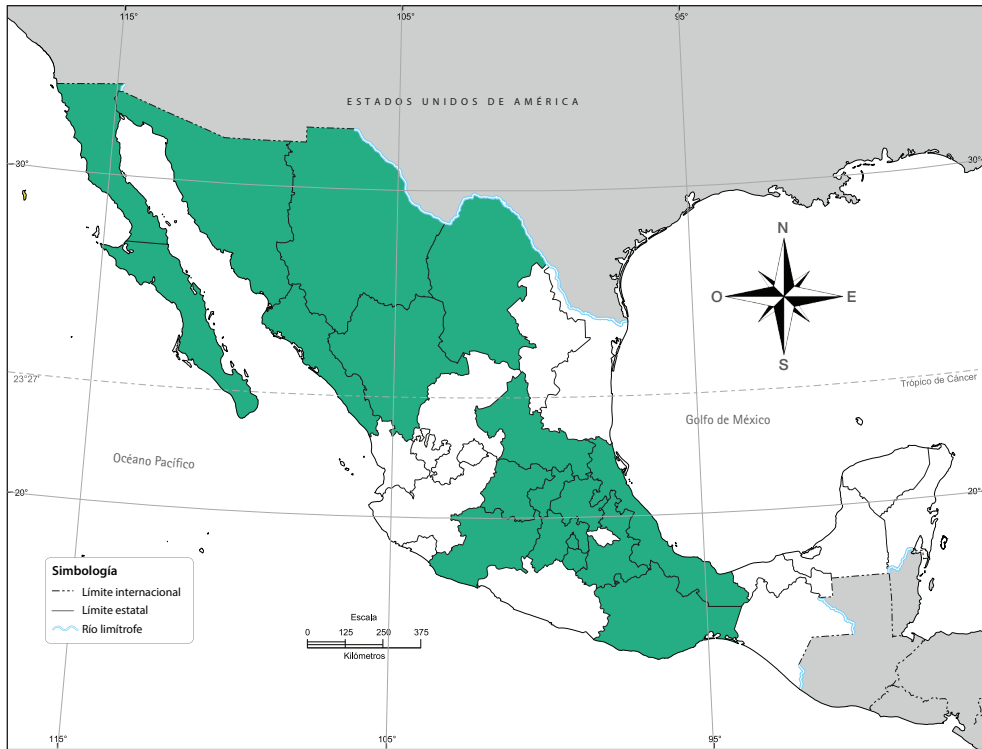 115°
105°
95°
ESTADOS UNIDOS DE AMÉRICA
30°
30°
N
O
E
S
23°27'
Trópico de Cáncer
Golfo de México
Océano Pacífico
20°
20°
Simbología
Límite internacional
Límite estatal
Río limítrofe
Escala
0 125 250 375
Kilómetros
115°
105°
95°